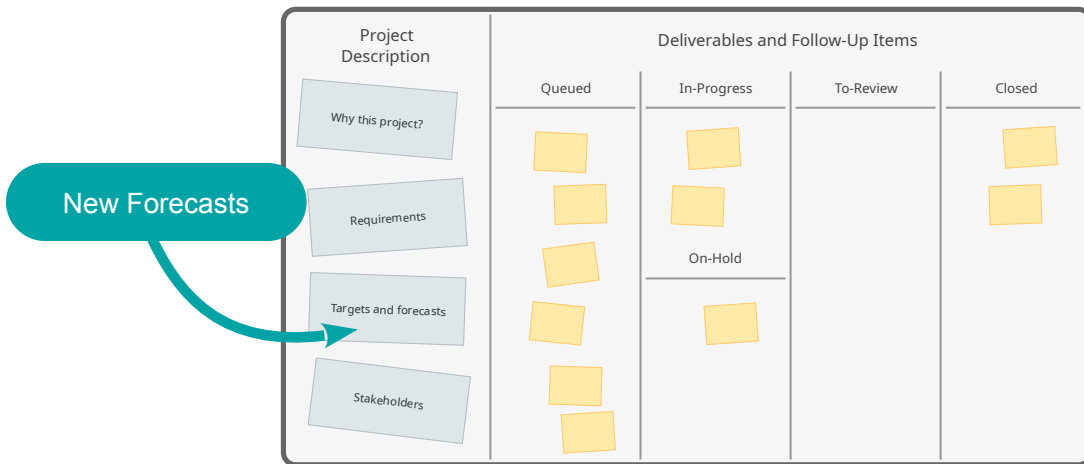 Project
Description
Deliverables and Follow-Up Items
Queued
In-Progress
To-Review
Closed
Why this project?
New Forecasts
Requirements
On-Hold
Targets and forecasts
Stakeholders